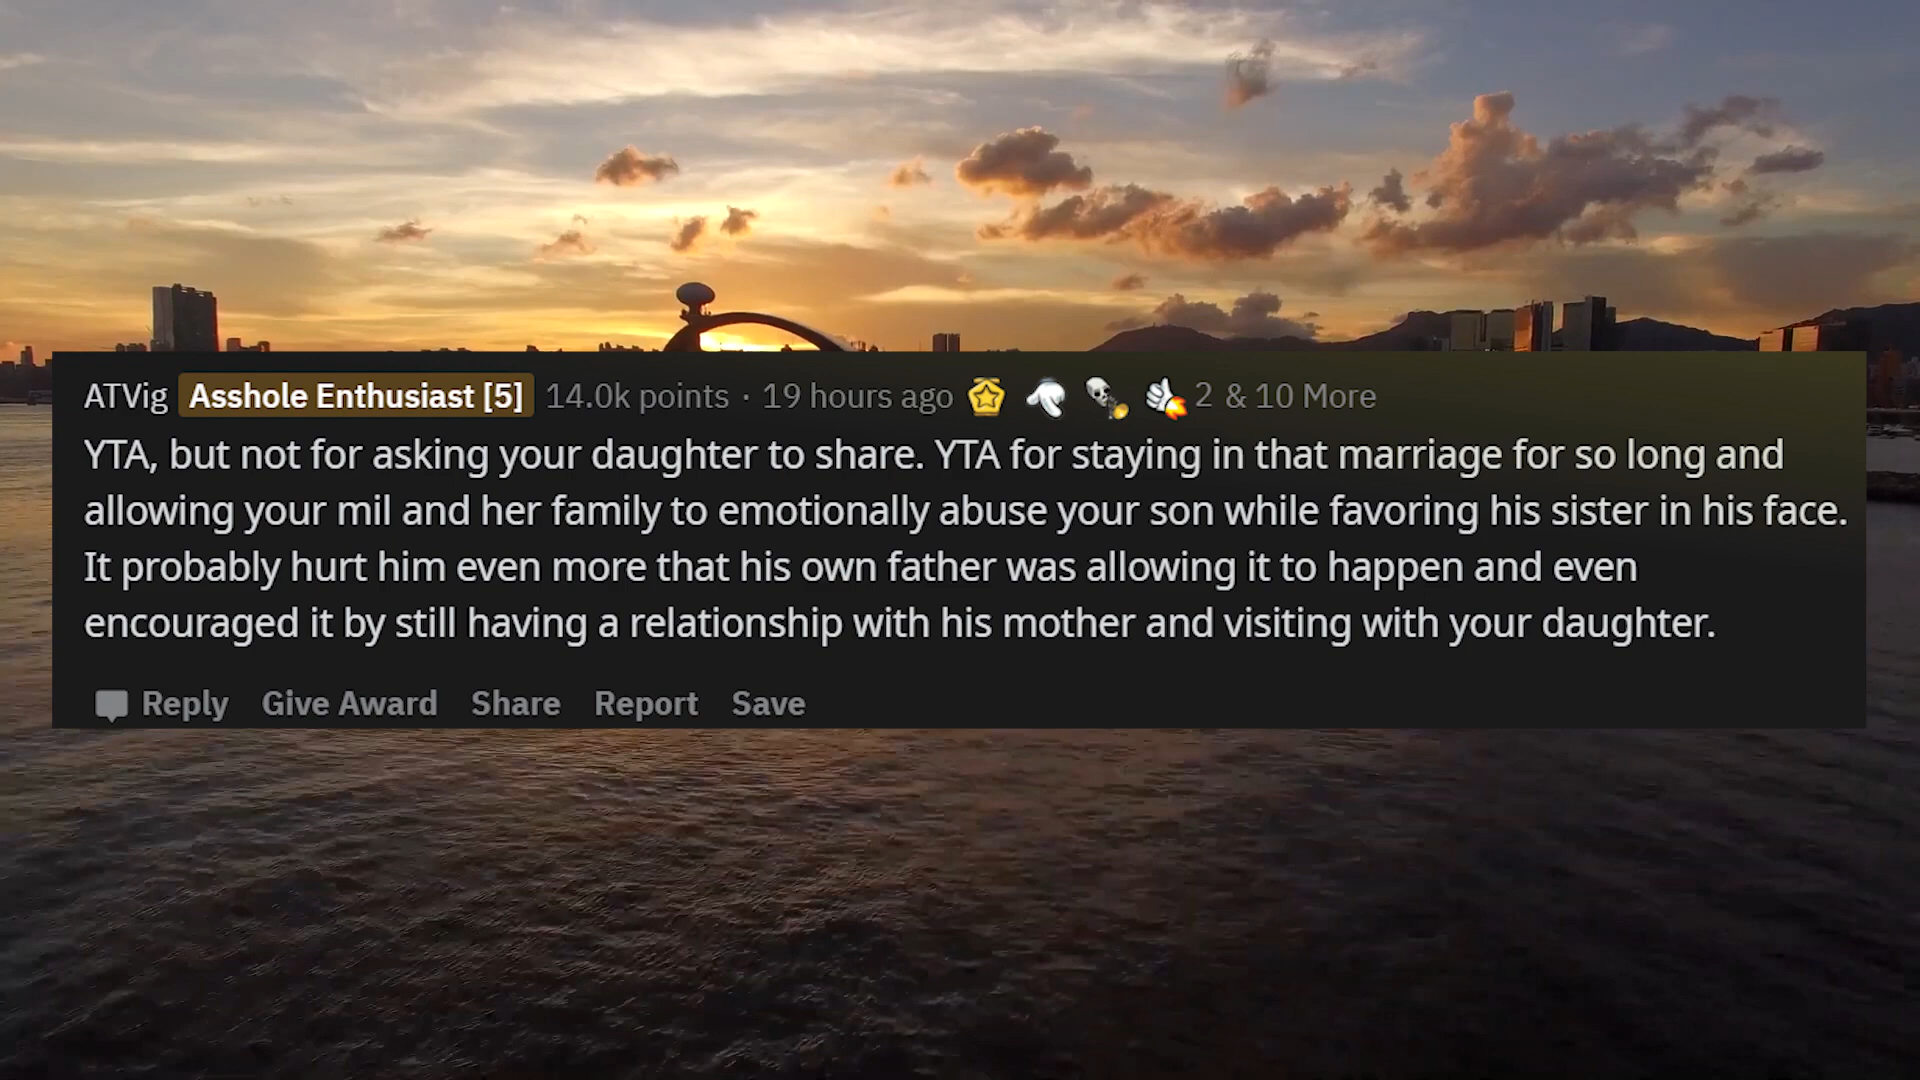 ATVig Asshole Enthusiast [5] 14.0k points · 19 hours ago 2 & 10 More
YTA, but not for asking your daughter to share. YTA for staying in that marriage for so long and
allowing your mil and her family to emotionally abuse your son while favoring his sister in his face.
It probably hurt him even more that his own father was allowing it to happen and even
encouraged it by still having a relationship with his mother and visiting with your daughter.
Reply Give Award Share Report Save